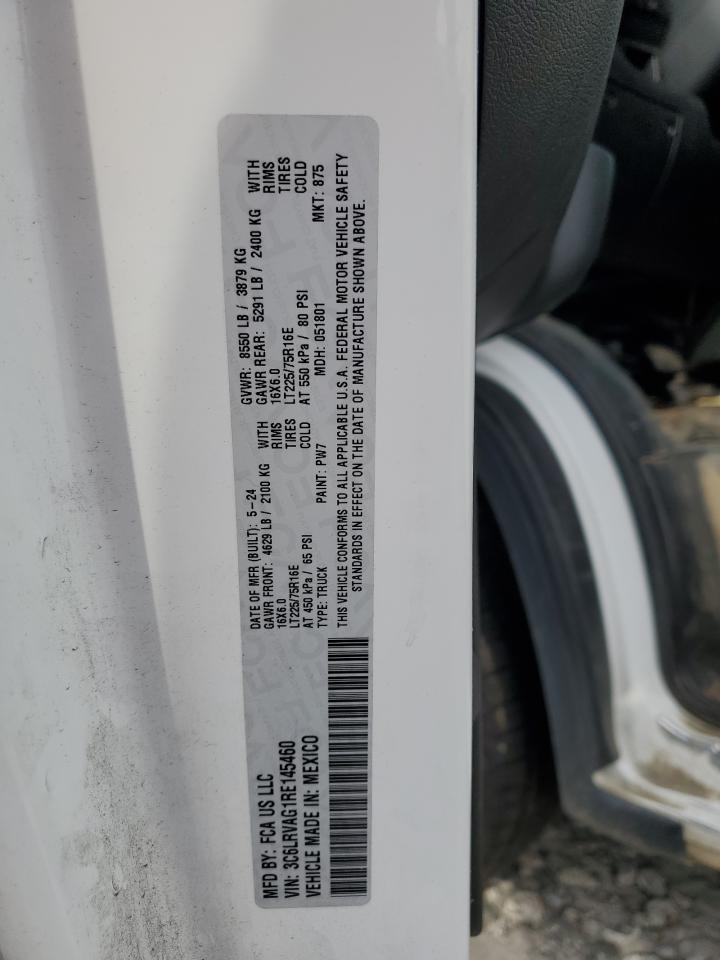 MFD BY: FCA US LLC
VIN: 3C6LRVAG1RE145460
VEHICLE MADE IN: MEXICO
DATE OF MFR (BUILT): 5-24 GVWR: 8550 LB / 3879 KG
GAWR FRONT: 4629 LB / 2100 KG WITH GAWR REAR: 5291 LB / 2400 KG WITH
16X6.0 RIMS 16X6.0 RIMS
LT225/75R16E TIRES LT225/75R16E TIRES
AT 450 kPa / 65 PSI COLD AT 550 kPa / 80 PSI COLD
TYPE: TRUCK PAINT: PW7 MDH: 051801 MKT: 875
THIS VEHICLE CONFORMS TO ALL APPLICABLE U.S.A. FEDERAL MOTOR VEHICLE SAFETY
STANDARDS IN EFFECT ON THE DATE OF MANUFACTURE SHOWN ABOVE.